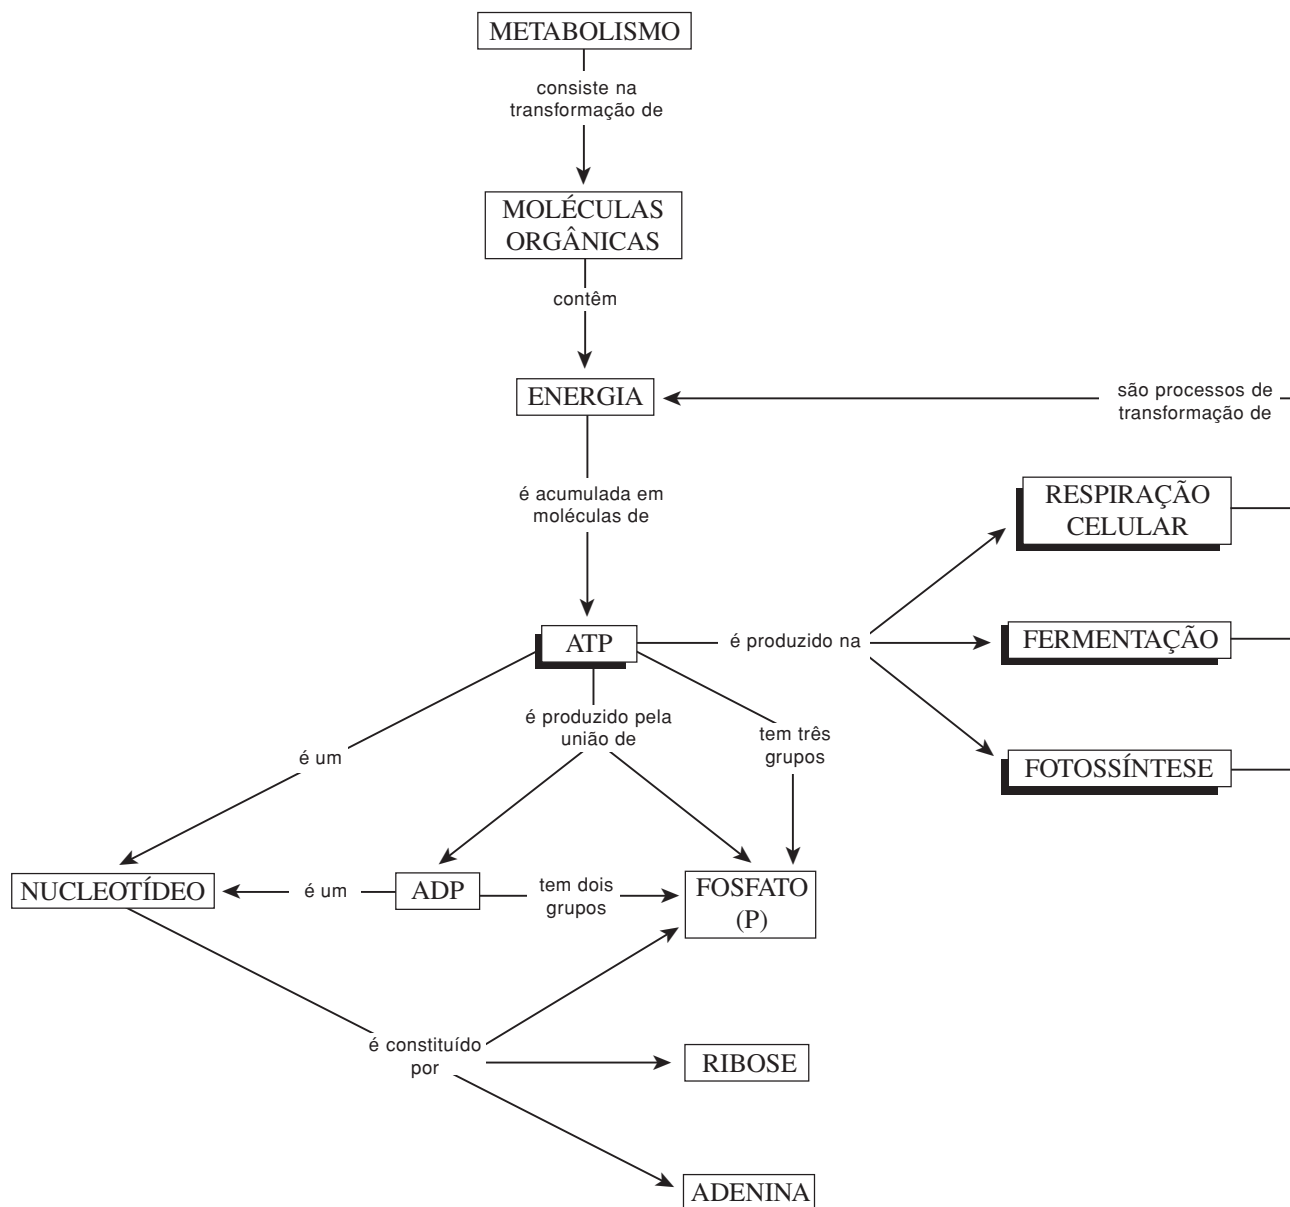 METABOLISMO
consiste na
transformação de
MOLÉCULAS
ORGÂNICAS
contêm
ENERGIA
são processos de
transformação de
é acumulada em
moléculas de
RESPIRAÇÃO
CELULAR
ATP
é produzido na
FERMENTAÇÃO
é produzido pela
união de
tem três
grupos
é um
FOTOSSÍNTESE
NUCLEOTÍDEO
é um
ADP
tem dois
grupos
FOSFATO
(P)
é constituído
por
RIBOSE
ADENINA